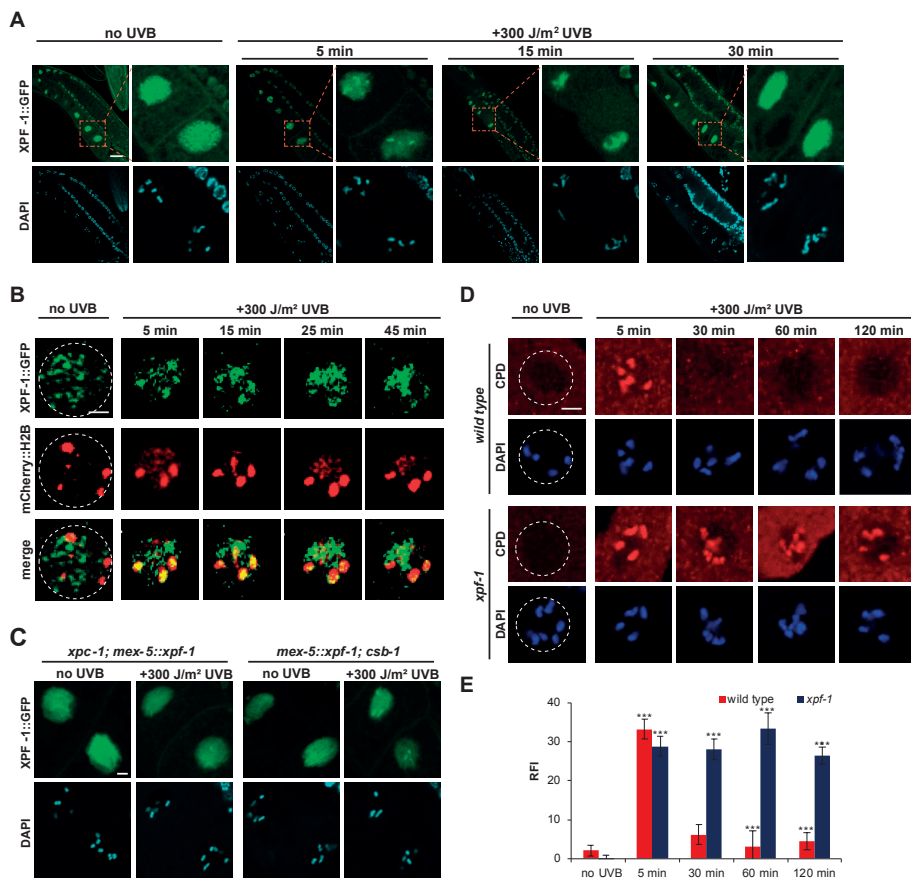 A
no UVB
+300 J/m² UVB
5 min
15 min
30 min
XPF -1::GFP
DAPI
B
no UVB
+300 J/m² UVB
5 min
15 min
25 min
45 min
XPF-1::GFP
mCherry::H2B
merge
C
xpc-1; mex-5::xpf-1
mex-5::xpf-1; csb-1
no UVB
+300 J/m² UVB
no UVB
+300 J/m² UVB
XPF -1::GFP
DAPI
D
no UVB
+300 J/m² UVB
5 min
30 min
60 min
120 min
wild type
CPD
DAPI
xpf-1
CPD
DAPI
E
wild type
xpf-1
RFI
40
30
20
10
0
***
***
***
***
***
***
***
no UVB
5 min
30 min
60 min
120 min